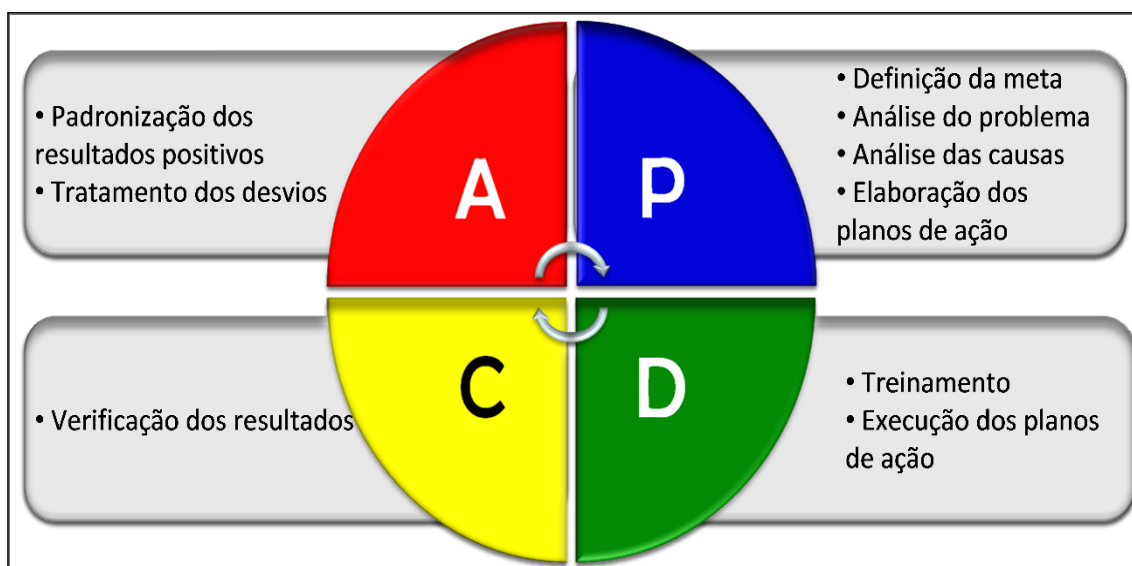 • Padronização dos
resultados positivos
• Tratamento dos desvios
A
P
• Definição da meta
• Análise do problema
• Análise das causas
• Elaboração dos
planos de ação
• Verificação dos resultados
C
D
• Treinamento
• Execução dos planos
de ação